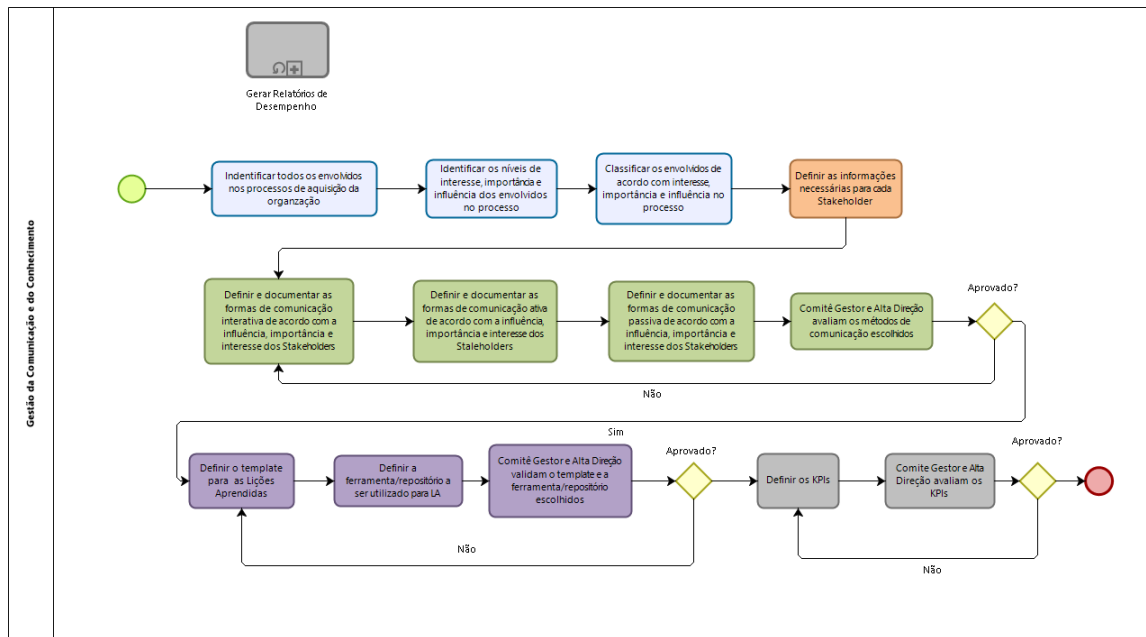 Gestão da Comunicação e do Conhecimento
Gerar Relatórios de
Desempenho
Indentificar todos os envolvidos
nos processos de aquisição da
organzação
Identificar os níveis de
interesse, importância e
influência dos envolvidos
no processo
Classificar os envolvidos de
acordo com interesse,
importância e influência no
processo
Definir as informações
necessárias para cada
Stakeholder
Definir e documentar as
formas de comunicação
interativa de acordo com a
influência, importância e
interesse dos Stakeholders
Definir e documentar as
formas de comunicação ativa
de acordo com a influência,
importância e interesse dos
Staleholders
Definir e documentar as
formas de comunicação
passiva de acordo com a
influência, importância e
interesse dos Stakeholders
Comitê Gestor e Alta Direção
avaliam os métodos de
comunicação escolhidos
Aprovado?
Não
Sim
Definir o template
para as Lições
Aprendidas
Definir a
ferramenta/repositório a
ser utilizado para LA
Comitê Gestor e Alta Direção
validam o template e a
ferramenta/repositório
escolhidos
Aprovado?
Não
Definir os KPIs
Comite Gestor e Alta
Direção avaliam os
KPIs
Aprovado?
Não